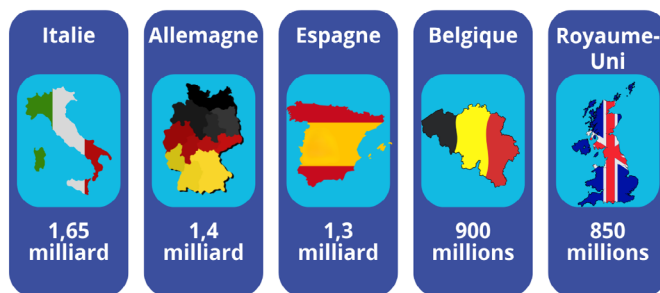 Italie
1,65
milliard
Allemagne
1,4
milliard
Espagne
1,3
milliard
Belgique
900
millions
Royaume-
Uni
850
millions